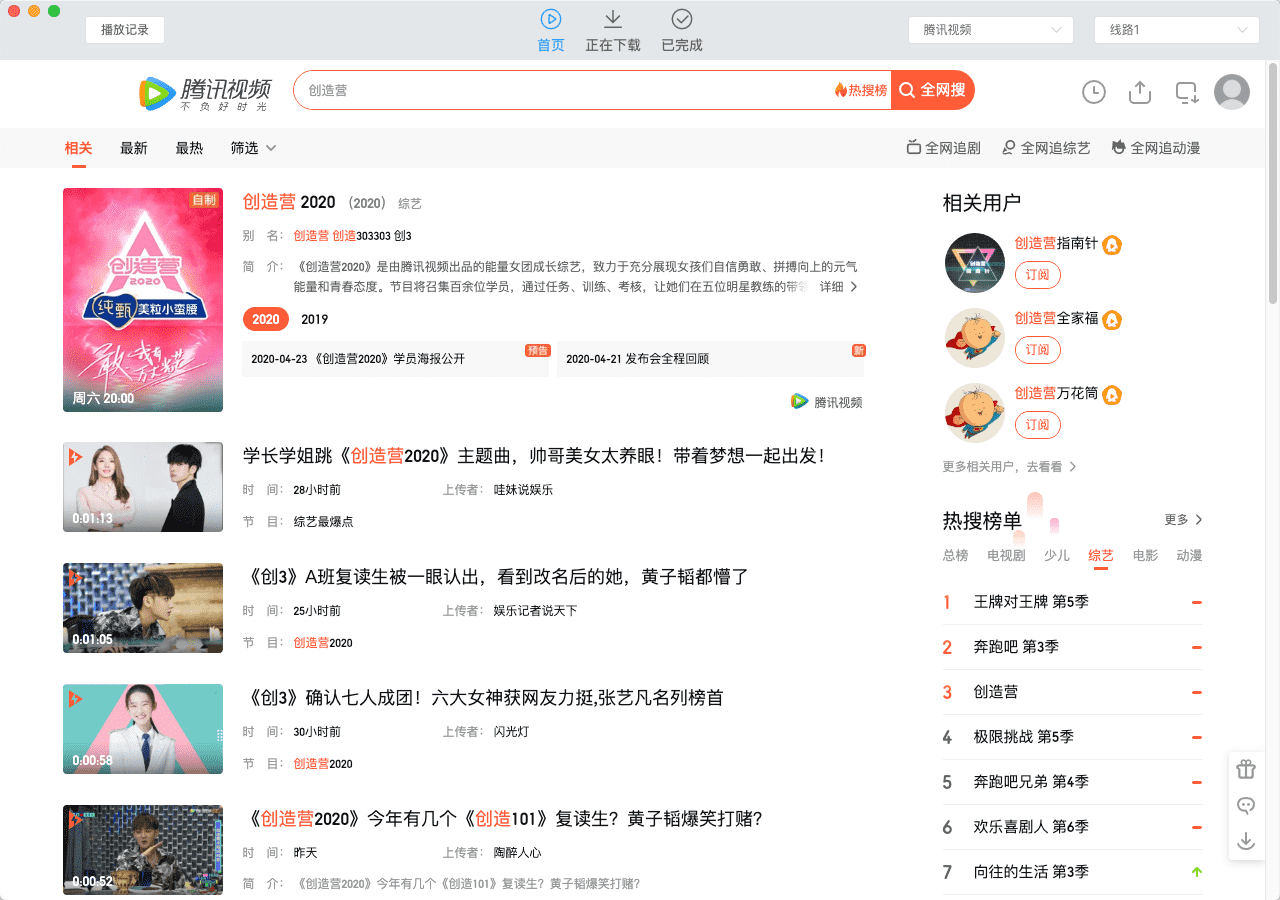 播放记录
首页
正在下载
已完成
腾讯视频
线路1
腾讯视频
不负好时光
创造营
热搜榜
全网搜
相关
最新
最热
筛选
全网追剧
全网追综艺
全网追动漫
自制
创造营
2020
纯甄
美粒小蛮腰
周六 20:00
创造营 2020 （2020） 综艺
别 名： 创造营 创造303303 创3
简 介： 《创造营2020》是由腾讯视频出品的能量女团成长综艺，致力于充分展现女孩们自信勇敢、拼搏向上的元气
能量和青春态度。节目将召集百余位学员，通过任务、训练、考核，让她们在五位明星教练的带领 详细
2020 2019
2020-04-23 《创造营2020》学员海报公开 预告
2020-04-21 发布会全程回顾 新
腾讯视频
0:01:13
学长学姐跳《创造营2020》主题曲，帅哥美女太养眼！带着梦想一起出发！
时 间： 28小时前 上传者： 哇妹说娱乐
节 目： 综艺最爆点
0:01:05
《创3》A班复读生被一眼认出，看到改名后的她，黄子韬都懵了
时 间： 25小时前 上传者： 娱乐记者说天下
节 目： 创造营2020
0:00:58
《创3》确认七人成团！六大女神获网友力挺,张艺凡名列榜首
时 间： 30小时前 上传者： 闪光灯
节 目： 创造营2020
0:00:52
《创造营2020》今年有几个《创造101》复读生？黄子韬爆笑打赌？
时 间： 昨天 上传者： 陶醉人心
简 介： 《创造营2020》今年有几个《创造101》复读生？黄子韬爆笑打赌？
相关用户
创造营指南针
订阅
创造营全家福
订阅
创造营万花筒
订阅
更多相关用户，去看看
热搜榜单
更多
总榜 电视剧 少儿 综艺 电影 动漫
1 王牌对王牌 第5季
2 奔跑吧 第3季
3 创造营
4 极限挑战 第5季
5 奔跑吧兄弟 第4季
6 欢乐喜剧人 第6季
7 向往的生活 第3季